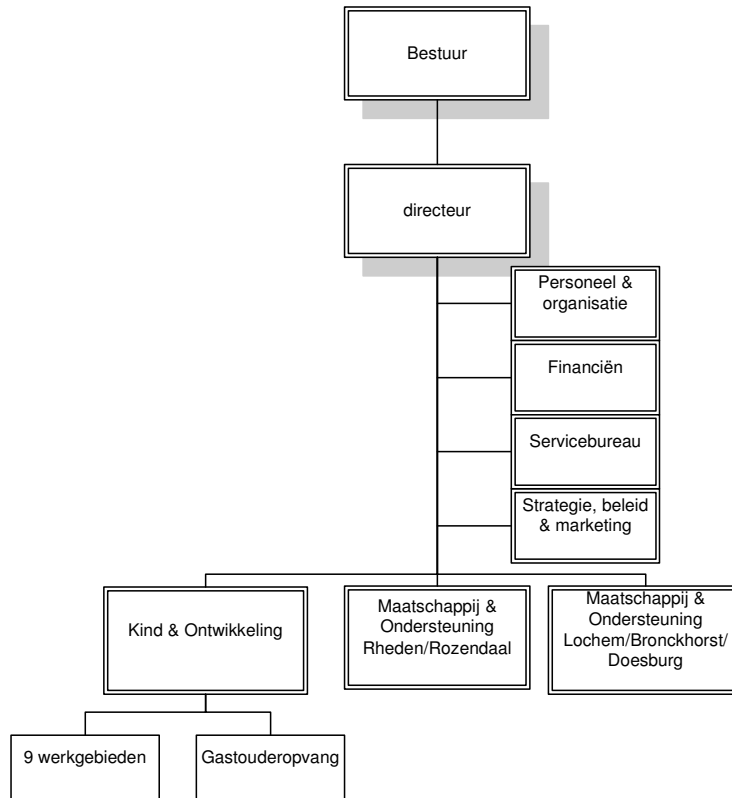 Bestuur
directeur
Personeel &
organisatie
Financiën
Servicebureau
Strategie, beleid
& marketing
Kind & Ontwikkeling
Maatschappij &
Ondersteuning
Rheden/Rozendaal
Maatschappij &
Ondersteuning
Lochem/Bronckhorst/
Doesburg
9 werkgebieden
Gastouderopvang